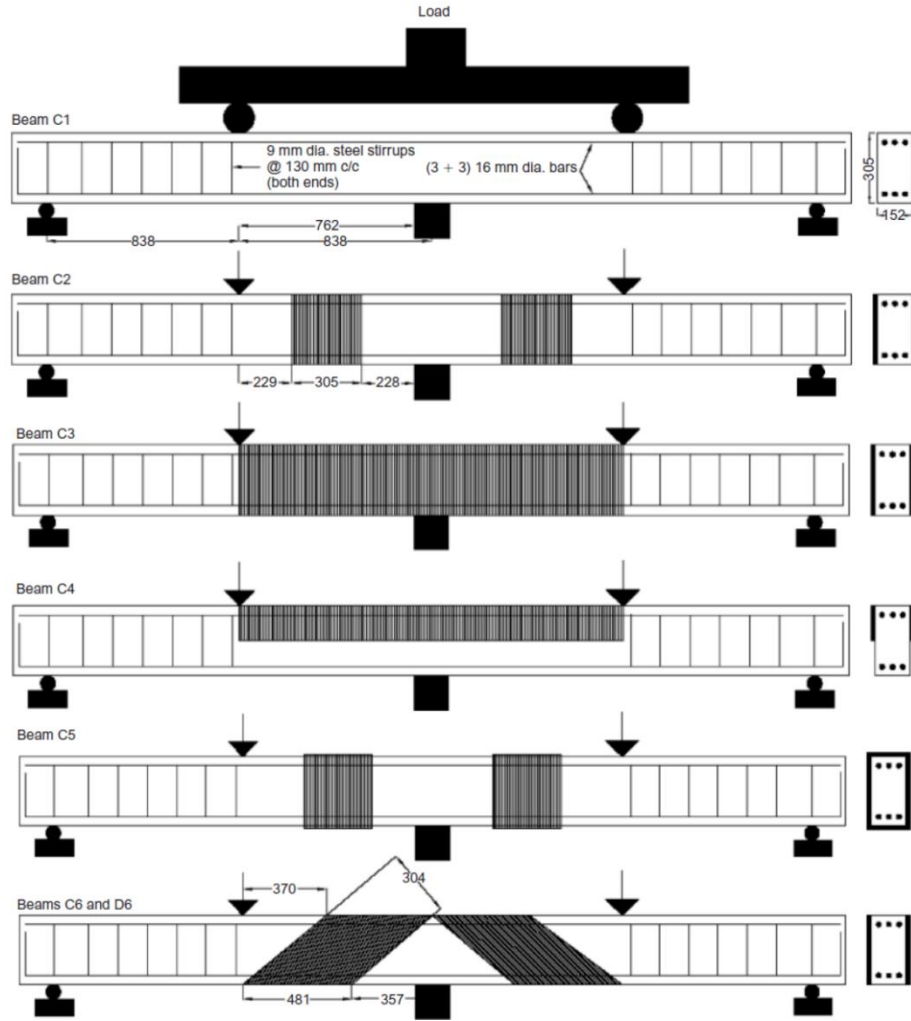 Load
Beam C1
9 mm dia. steel stirrups
@ 130 mm c/c
(both ends)
(3 + 3) 16 mm dia. bars
305
152
762
838
838
Beam C2
229
305
228
Beam C3
Beam C4
Beam C5
Beams C6 and D6
370
304
481
357